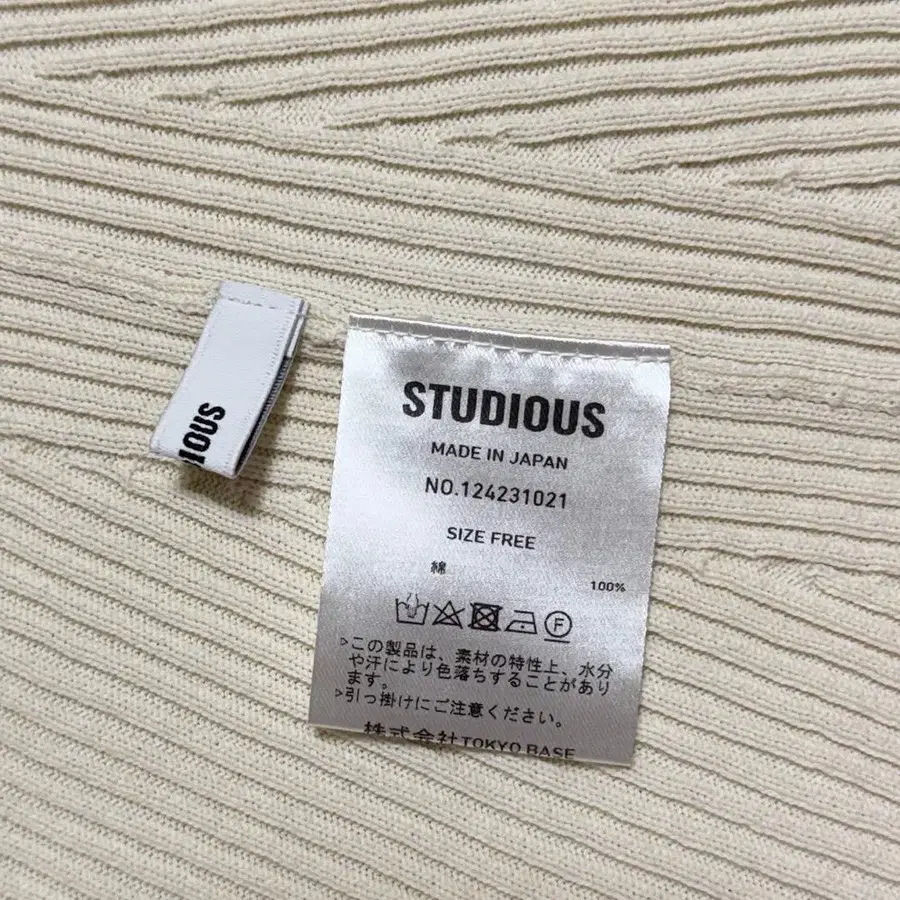 SUOI
STUDIOUS
MADE IN JAPAN
NO.124231021
SIZE FREE
綿 100%
F
▷この製品は、素材の特性上、水分
や汗により色落ちすることがあり
ます。
▷引っ掛けにご注意ください。
株式会社TOKYO BASE